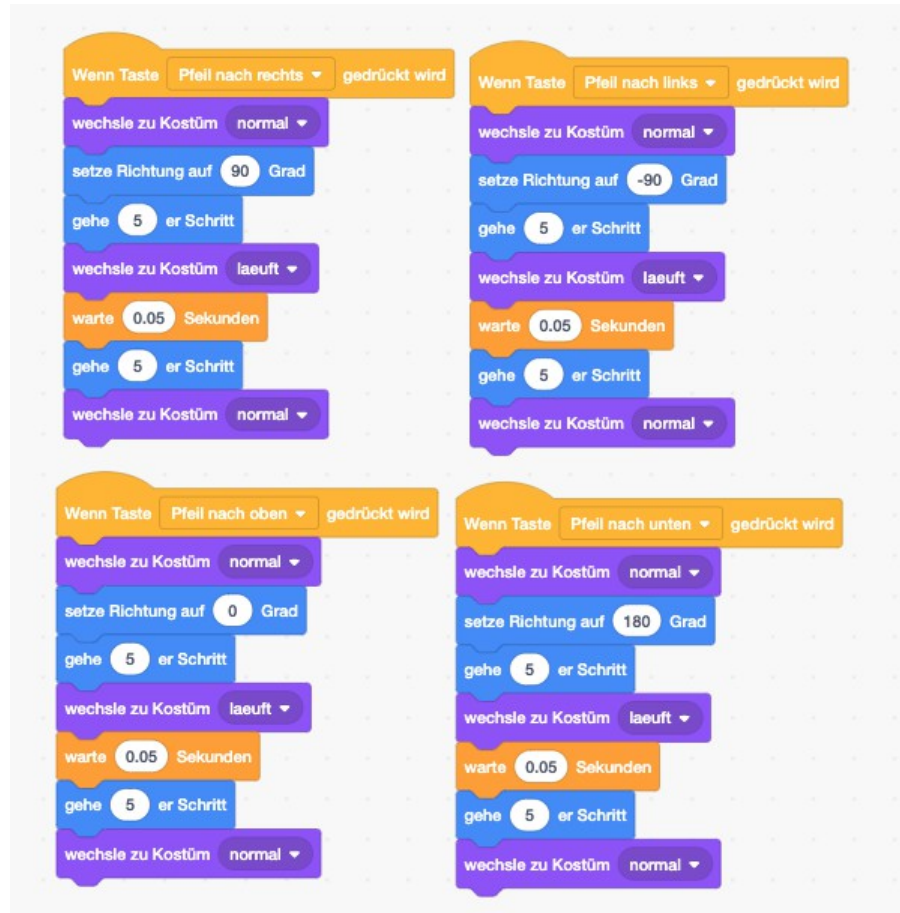 Wenn Taste Pfeil nach rechts gedrückt wird
wechsle zu Kostüm normal
setze Richtung auf 90 Grad
gehe 5 er Schritt
wechsle zu Kostüm laeuft
warte 0.05 Sekunden
gehe 5 er Schritt
wechsle zu Kostüm normal
Wenn Taste Pfeil nach links gedrückt wird
wechsle zu Kostüm normal
setze Richtung auf -90 Grad
gehe 5 er Schritt
wechsle zu Kostüm laeuft
warte 0.05 Sekunden
gehe 5 er Schritt
wechsle zu Kostüm normal
Wenn Taste Pfeil nach oben gedrückt wird
wechsle zu Kostüm normal
setze Richtung auf 0 Grad
gehe 5 er Schritt
wechsle zu Kostüm laeuft
warte 0.05 Sekunden
gehe 5 er Schritt
wechsle zu Kostüm normal
Wenn Taste Pfeil nach unten gedrückt wird
wechsle zu Kostüm normal
setze Richtung auf 180 Grad
gehe 5 er Schritt
wechsle zu Kostüm laeuft
warte 0.05 Sekunden
gehe 5 er Schritt
wechsle zu Kostüm normal